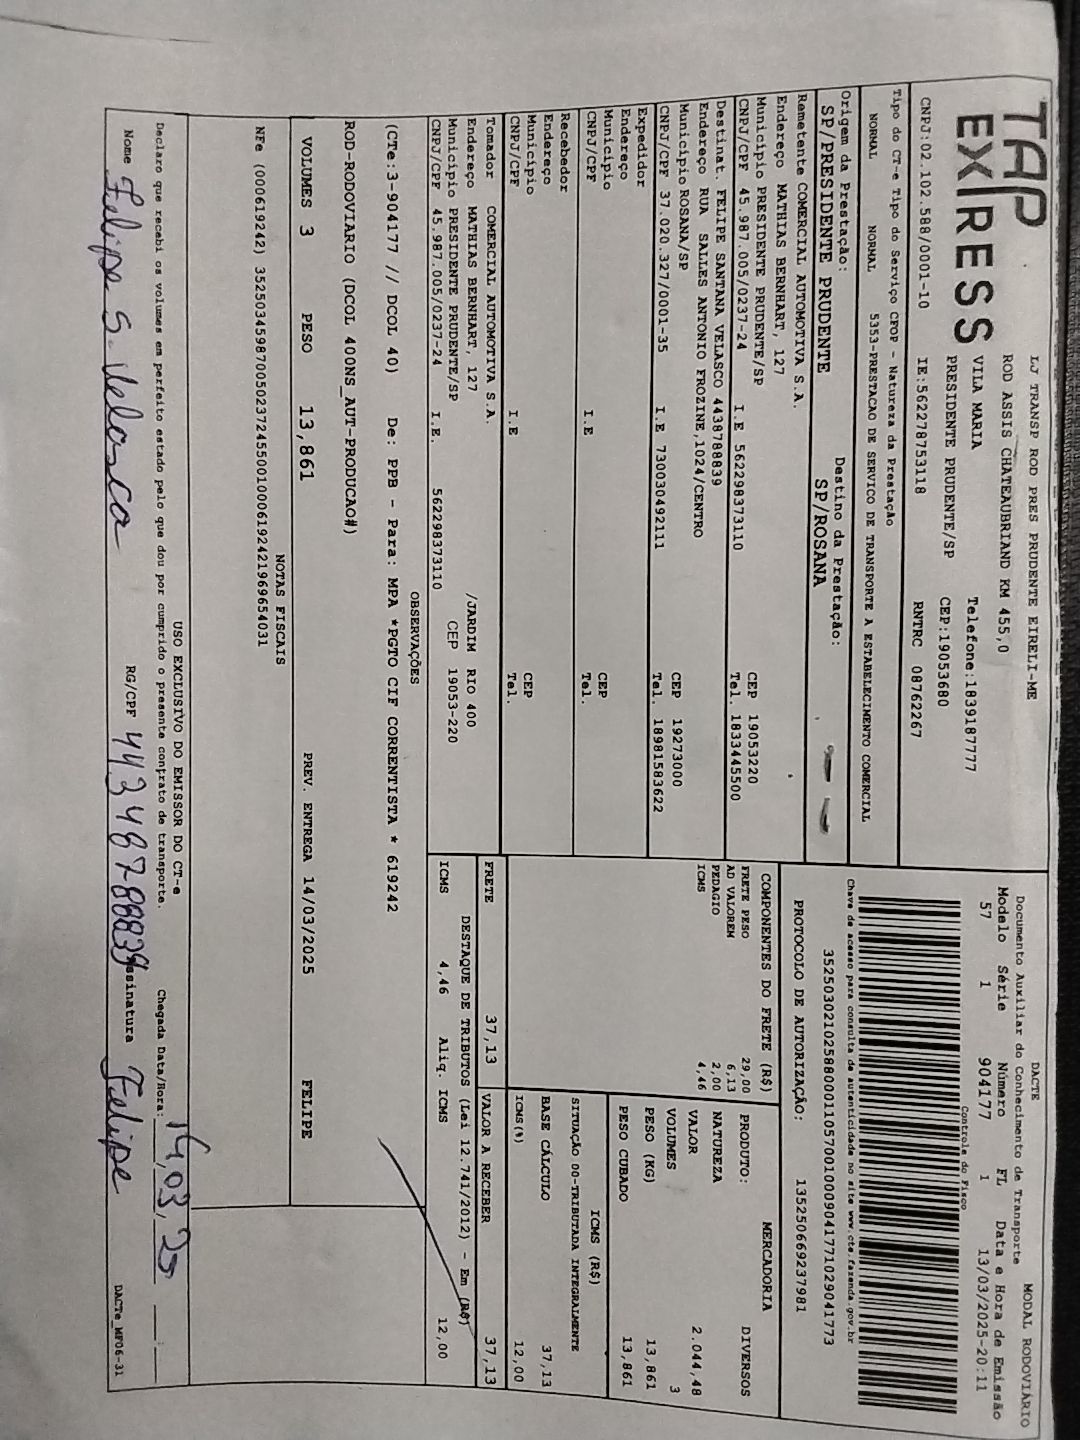 TAP
EXPRESS
LJ TRANSP ROD PRES PRUDENTE EIRELI-ME
ROD ASSIS CHATEAUBRIAND KM 455,0
VILA MARIA Telefone:1839187777
PRESIDENTE PRUDENTE/SP CEP:19053680
CNPJ:02.102.588/0001-10 IE:562278753118 RNTRC 08762267
DACTE MODAL RODOVIÁRIO
Documento Auxiliar do Conhecimento de Transporte
Modelo Série Número FL Data e Hora de Emissão
57 1 904177 1 13/03/2025-20:11
Controle do Fisco
Tipo do CT-e Tipo do Serviço CFOP - Natureza da Prestação
NORMAL NORMAL 5353-PRESTACAO DE SERVICO DE TRANSPORTE A ESTABELECIMENTO COMERCIAL
Chave de acesso para consulta de autenticidade no site www.cte.fazenda.gov.br
35250302102588000110570010009041771029041773
Origem da Prestação: Destino da Prestação:
SP/PRESIDENTE PRUDENTE SP/ROSANA
PROTOCOLO DE AUTORIZAÇÃO: 135250669237981
Remetente COMERCIAL AUTOMOTIVA S.A.
Endereço MATHIAS BERNHART, 127
Município PRESIDENTE PRUDENTE/SP CEP 19053220
CNPJ/CPF 45.987.005/0237-24 I.E 562298373110 Tel. 1833445500
Destinat. FELIPE SANTANA VELASCO 44348788839
Endereço RUA SALLES ANTONIO FROZINE,1024/CENTRO
Município ROSANA/SP CEP 19273000
CNPJ/CPF 37.020.327/0001-35 I.E 730030492111 Tel. 18981583622
Expedidor
Endereço
Município CEP
CNPJ/CPF I.E Tel.
Recebedor
Endereço
Município CEP
CNPJ/CPF I.E Tel.
Tomador COMERCIAL AUTOMOTIVA S.A.
Endereço MATHIAS BERNHART, 127 /JARDIM RIO 400
Município PRESIDENTE PRUDENTE/SP CEP 19053-220
CNPJ/CPF 45.987.005/0237-24 I.E. 562298373110
COMPONENTES DO FRETE (R$)
FRETE PESO 29,00
AD VALOREM 6,13
PEDAGIO 2,00
ICMS 4,46
MERCADORIA
PRODUTO: DIVERSOS
NATUREZA
VALOR 2.044,48
VOLUMES 3
PESO (KG) 13,861
PESO CUBADO 13,861
ICMS (R$)
SITUAÇÃO 00-TRIBUTADA INTEGRALMENTE
BASE CÁLCULO 37,13
ICMS(%) 12,00
FRETE 37,13 VALOR A RECEBER 37,13
DESTAQUE DE TRIBUTOS (Lei 12.741/2012) - Em (R$)
ICMS 4,46 Aliq. ICMS 12,00
OBSERVAÇÕES
(CTe:3-904177 // DCOL 40) De: PPB - Para: MPA *PGTO CIF CORRENTISTA * 619242
ROD-RODOVIARIO (DCOL 400NS_AUT-PRODUCAO#)
VOLUMES 3 PESO 13,861 PREV. ENTREGA 14/03/2025 FELIPE
NOTAS FISCAIS
NFe (000619242) 35250345987005023724550010006192421969654031
USO EXCLUSIVO DO EMISSOR DO CT-e
Declaro que recebi os volumes em perfeito estado pelo que dou por cumprido o presente contrato de transporte. Chegada Data/Hora: 14,03,25 __:__
Nome Felipe S. Velasco RG/CPF 44348788839 Assinatura Felipe
DACTe_MF06-31